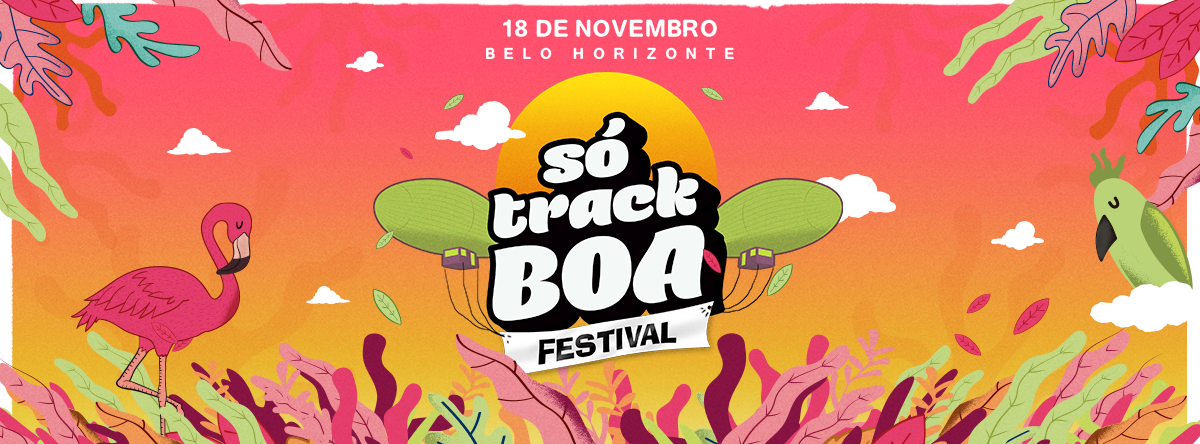 18 DE NOVEMBRO
BELO HORIZONTE
só
track
BOA
FESTIVAL